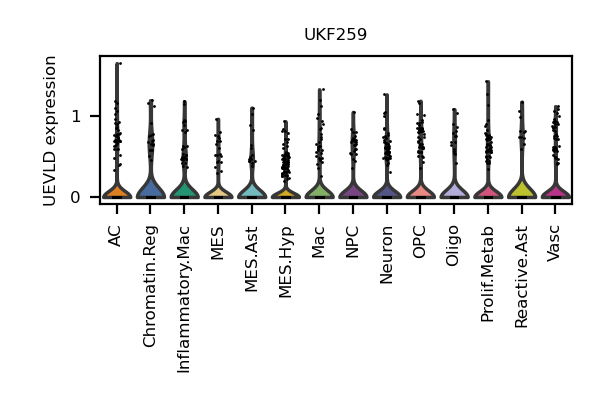 UKF259
UEVLD expression
1
0
AC
Chromatin.Reg
Inflammatory.Mac
MES
MES.Ast
MES.Hyp
Mac
NPC
Neuron
OPC
Oligo
Prolif.Metab
Reactive.Ast
Vasc